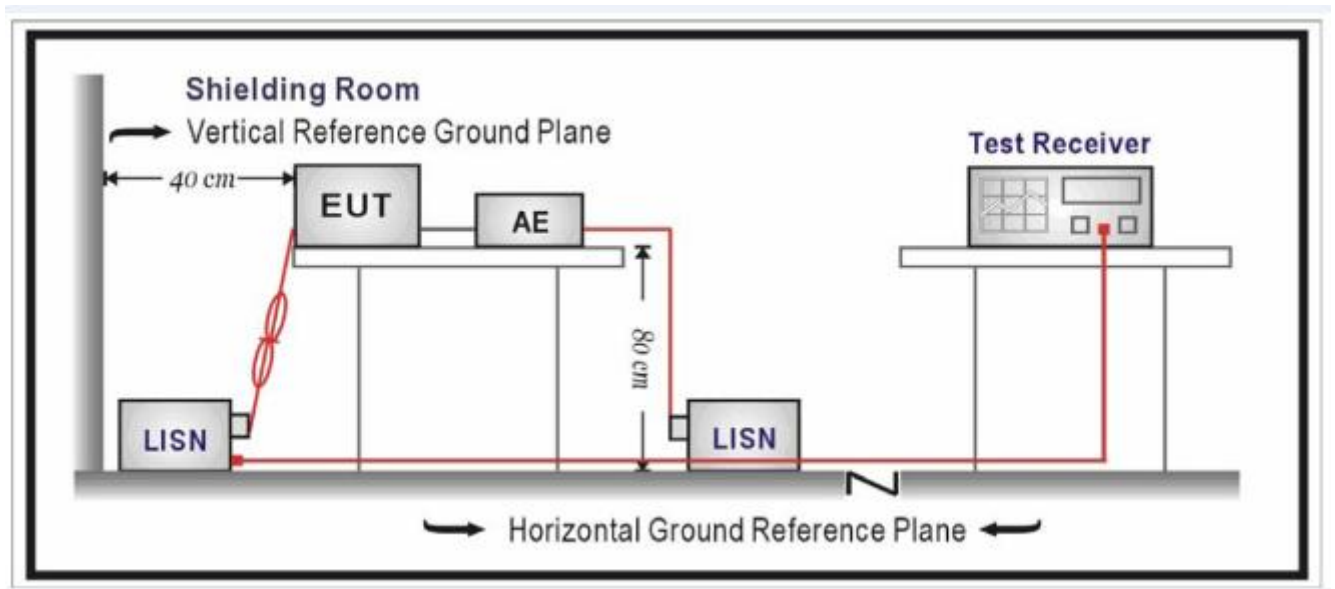 Shielding Room
Vertical Reference Ground Plane
Test Receiver
40 cm
EUT
AE
80 cm
LISN
LISN
Horizontal Ground Reference Plane